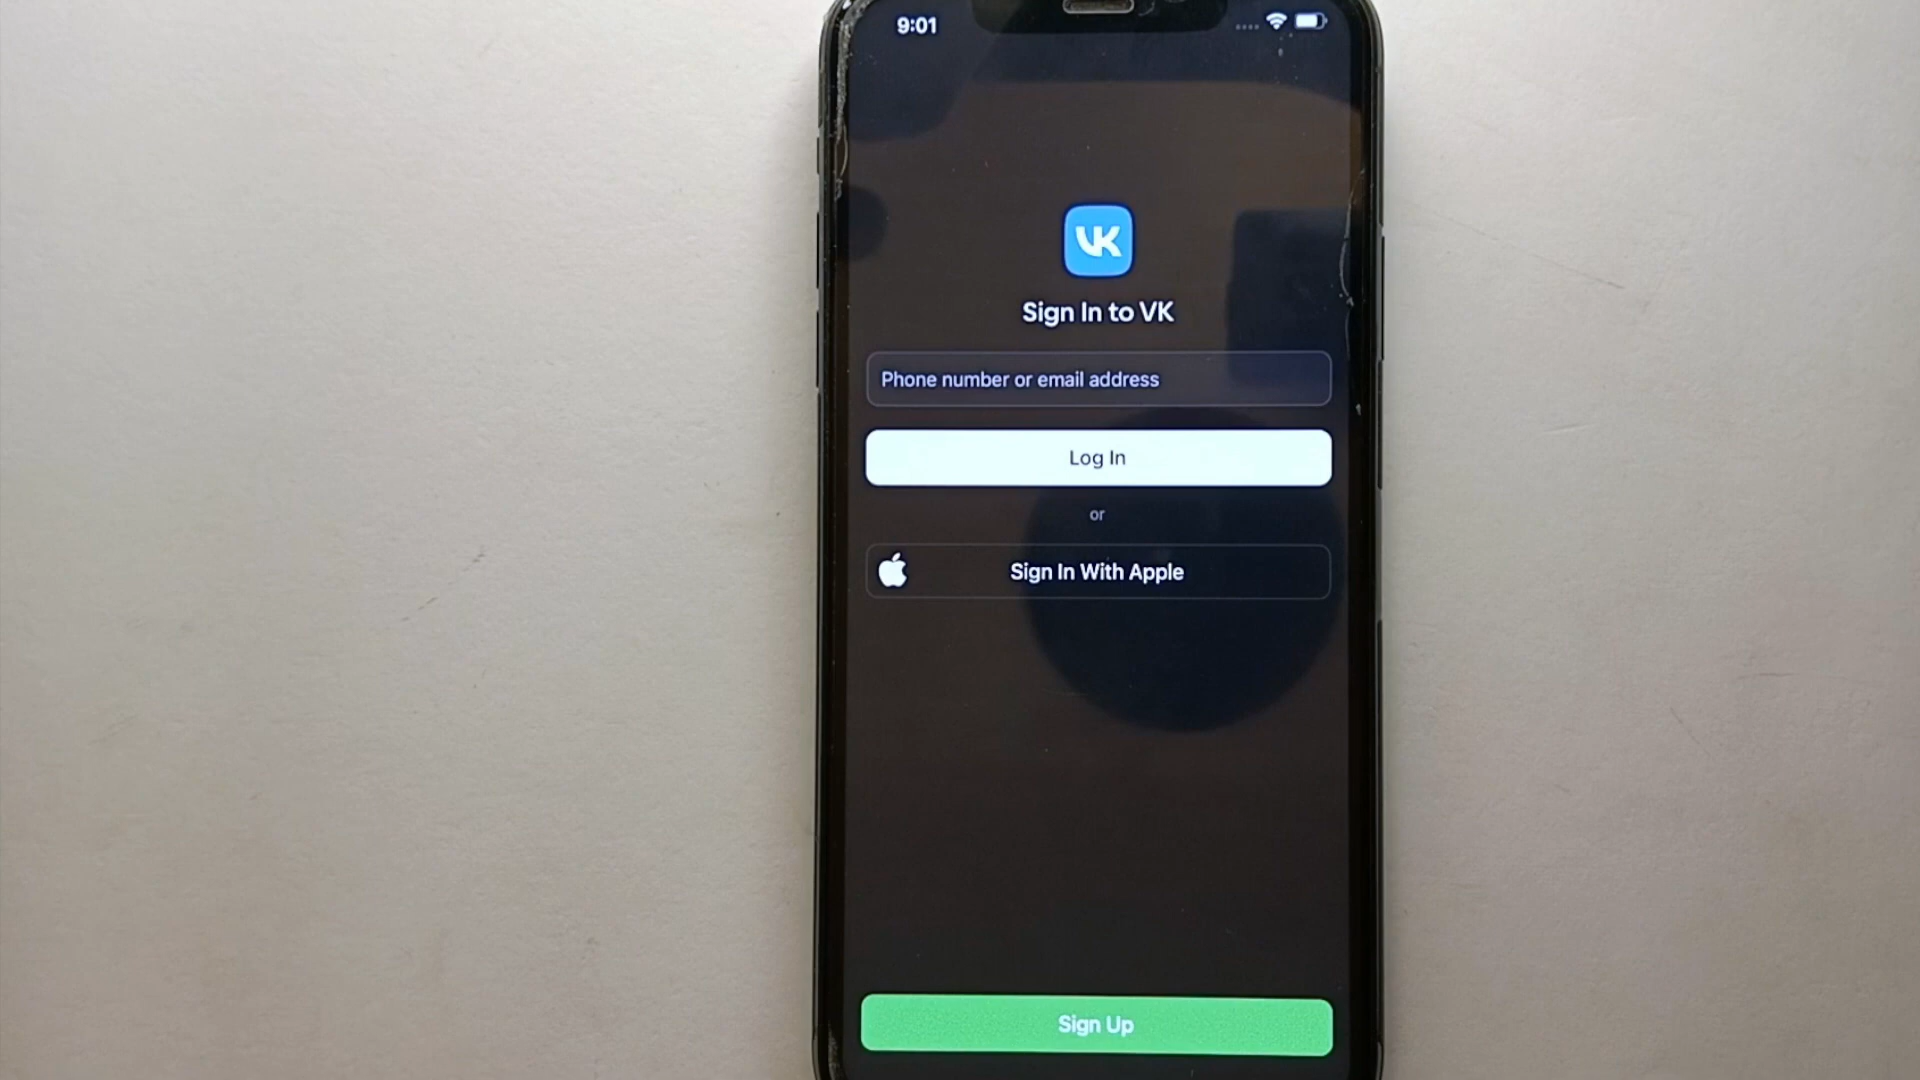 9:01
VK
Sign In to VK
Phone number or email address
Log In
or
Sign In With Apple
Sign Up